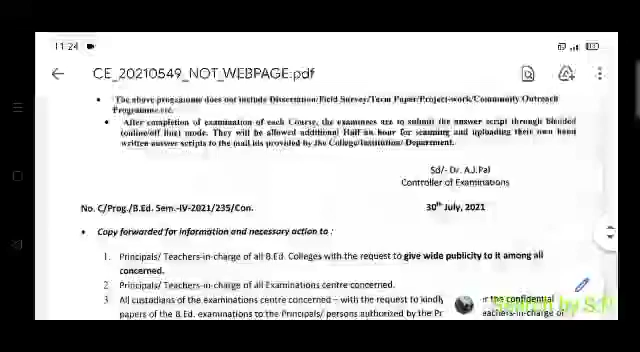 11:24
CE_20210549_NOT_WEBPAGE.pdf
• The above programme does not include Dissertation/Field Survey/Term Paper/Project-work/Community Outreach
Programme etc.
• After completion of examination of each Course, the examinees are to submit the answer script through blended
(online/off line) mode. They will be allowed additional Half an hour for scanning and uploading their own hand
written answer scripts to the mail ids provided by the College/Institution/ Department.
Sd/- Dr. A.J.Pal
Controller of Examinations
No. C/Prog./B.Ed. Sem.-IV-2021/235/Con.
30th July, 2021
• Copy forwarded for information and necessary action to :
1. Principals/ Teachers-in-charge of all B.Ed. Colleges with the request to give wide publicity to it among all
concerned.
2 Principals/ Teachers-in-charge of all Examinations centre concerned.
3 All custodians of the examinations centre concerned – with the request to kindly the confidential
papers of the B.Ed. examinations to the Principals/ persons authorized by the